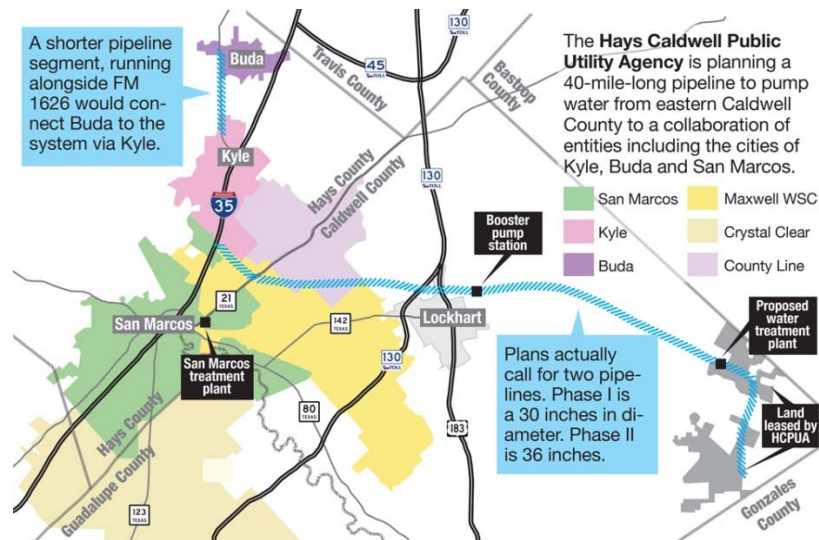 A shorter pipeline
segment, running
alongside FM
1626 would con-
nect Buda to the
system via Kyle.
Buda
Travis County
45
TOLL
130
TOLL
Bastrop
County
The Hays Caldwell Public
Utility Agency is planning a
40-mile-long pipeline to pump
water from eastern Caldwell
County to a collaboration of
entities including the cities of
Kyle, Buda and San Marcos.
San Marcos
Kyle
Buda
Maxwell WSC
Crystal Clear
County Line
Kyle
35
Hays County
Caldwell County
130
TOLL
Booster
pump
station
21
TEXAS
San Marcos
142
TEXAS
Lockhart
Proposed
water
treatment
plant
San Marcos
treatment
plant
130
TOLL
Plans actually
call for two pipe-
lines. Phase I is
a 30 inches in di-
ameter. Phase II
is 36 inches.
80
TEXAS
183
Land
leased by
HCPUA
Hays County
Guadalupe County
123
TEXAS
Gonzales
County